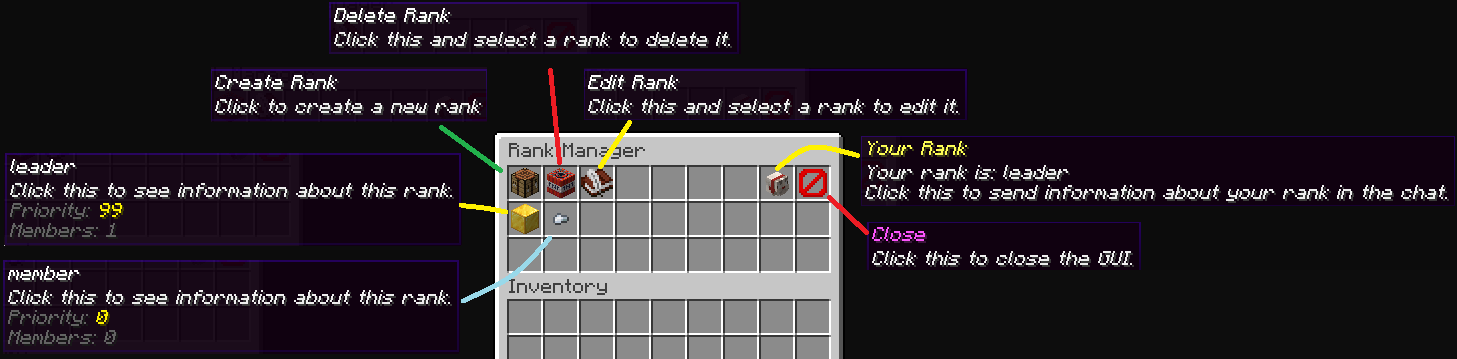 Delete Rank
Click this and select a rank to delete it.
Create Rank
Click to create a new rank
Edit Rank
Click this and select a rank to edit it.
Rank Manager
leader
Click this to see information about this rank.
Priority: 99
Members: 1
member
Click this to see information about this rank.
Priority: 0
Members: 0
Your Rank
Your rank is: leader
Click this to send information about your rank in the chat.
Close
Click this to close the GUI.
Inventory